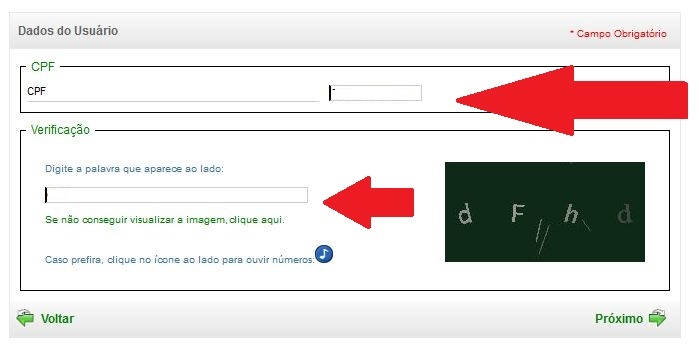 Dados do Usuário
* Campo Obrigatório
CPF
CPF
Verificação
Digite a palavra que aparece ao lado:
Se não conseguir visualizar a imagem, clique aqui.
d F h d
Caso prefira, clique no ícone ao lado para ouvir números:
Voltar
Próximo